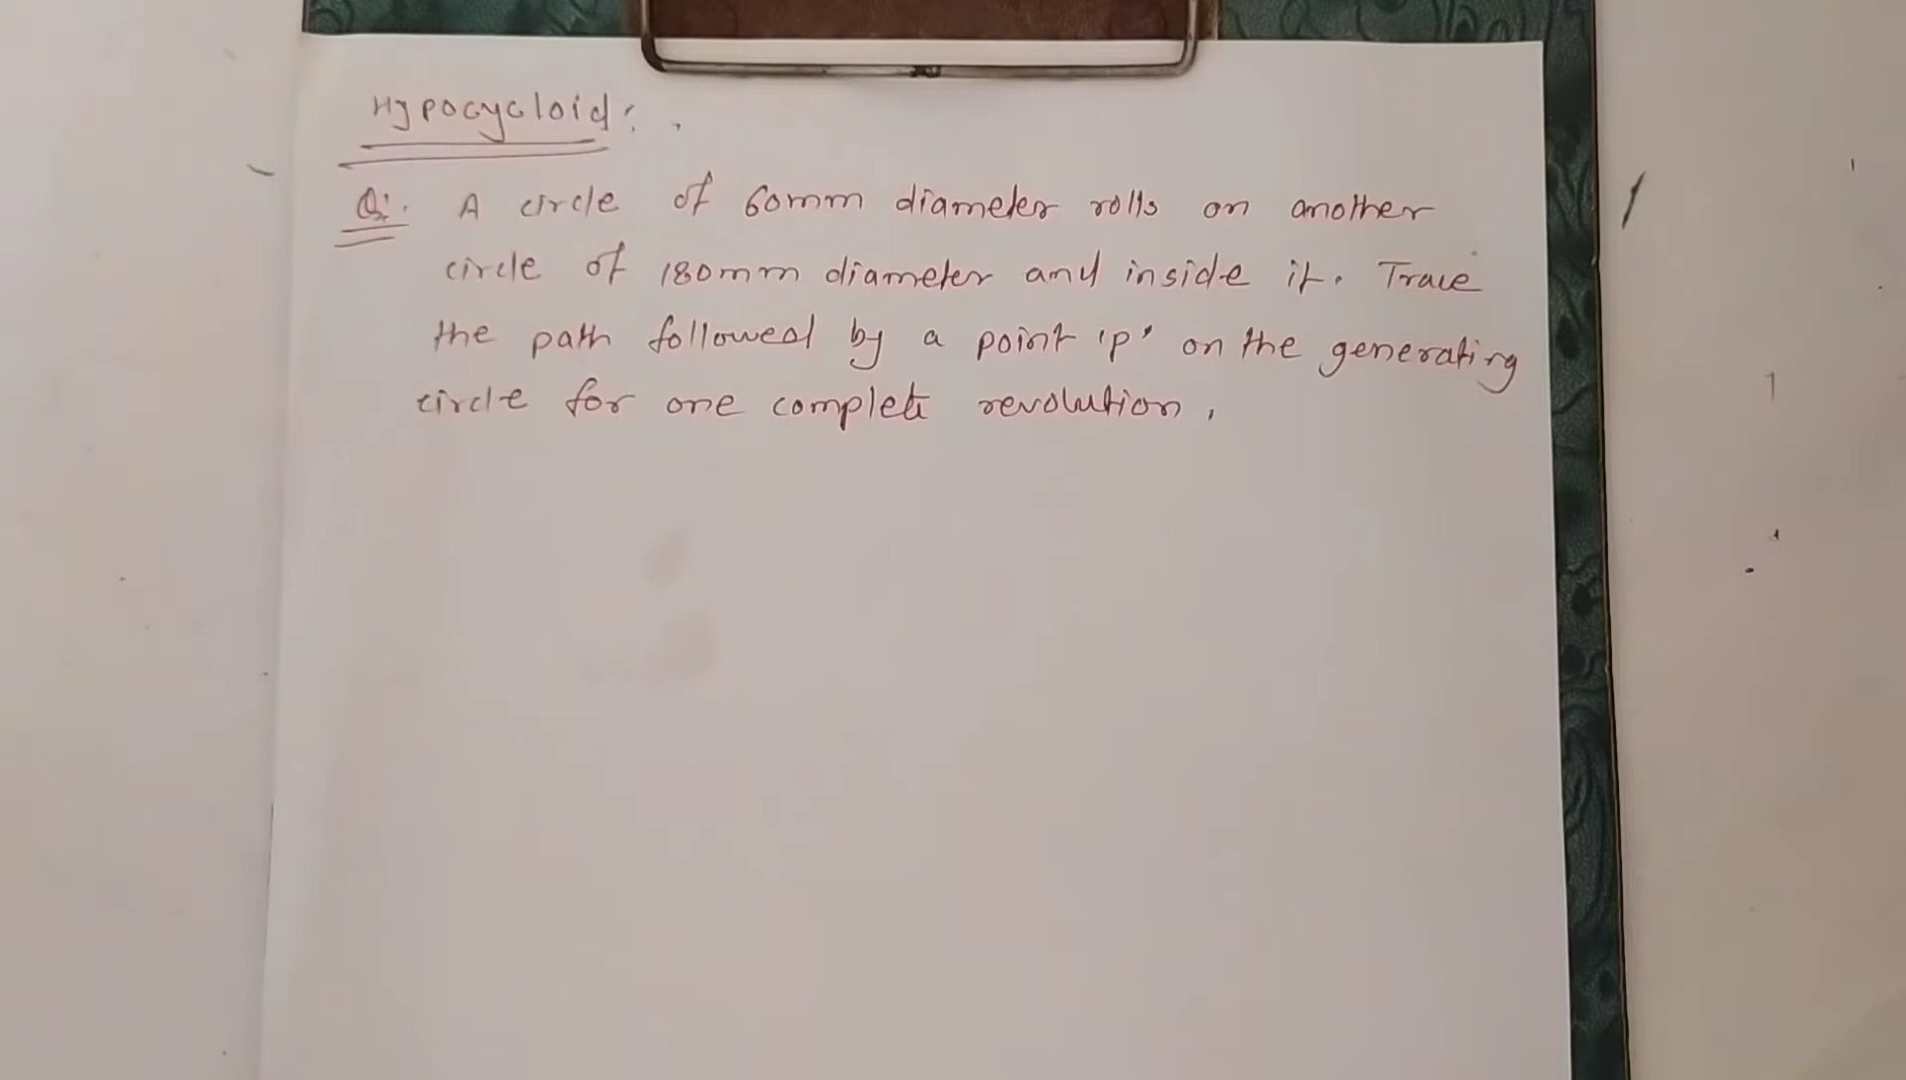 Hypocycloid:
Q:. A circle of 60mm diameter rolls on another
circle of 180mm diameter and inside it. Trace
the path followed by a point 'p' on the generating
circle for one complete revolution.